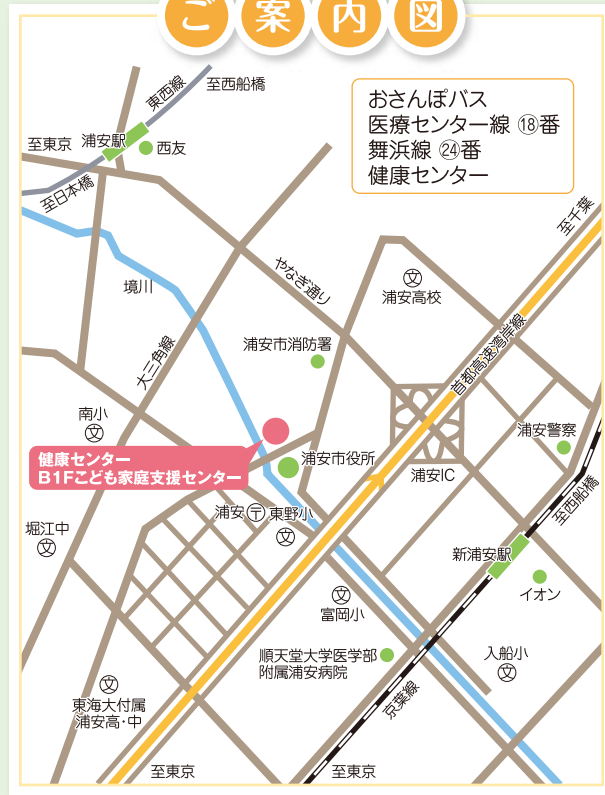 ご案内図
おさんぽバス
医療センター線 ⑱番
舞浜線 ㉔番
健康センター
東西線
至西船橋
至東京
浦安駅
西友
至日本橋
至千葉
境川
やなぎ通り
文
浦安高校
大三角線
浦安市消防署
首都高速湾岸線
南小
文
浦安警察
健康センター
B1Fこども家庭支援センター
浦安市役所
浦安IC
至西船橋
浦安〒
東野小
文
堀江中
文
新浦安駅
イオン
文
富岡小
順天堂大学医学部
附属浦安病院
入船小
文
京葉線
文
東海大付属
浦安高・中
至東京
至東京